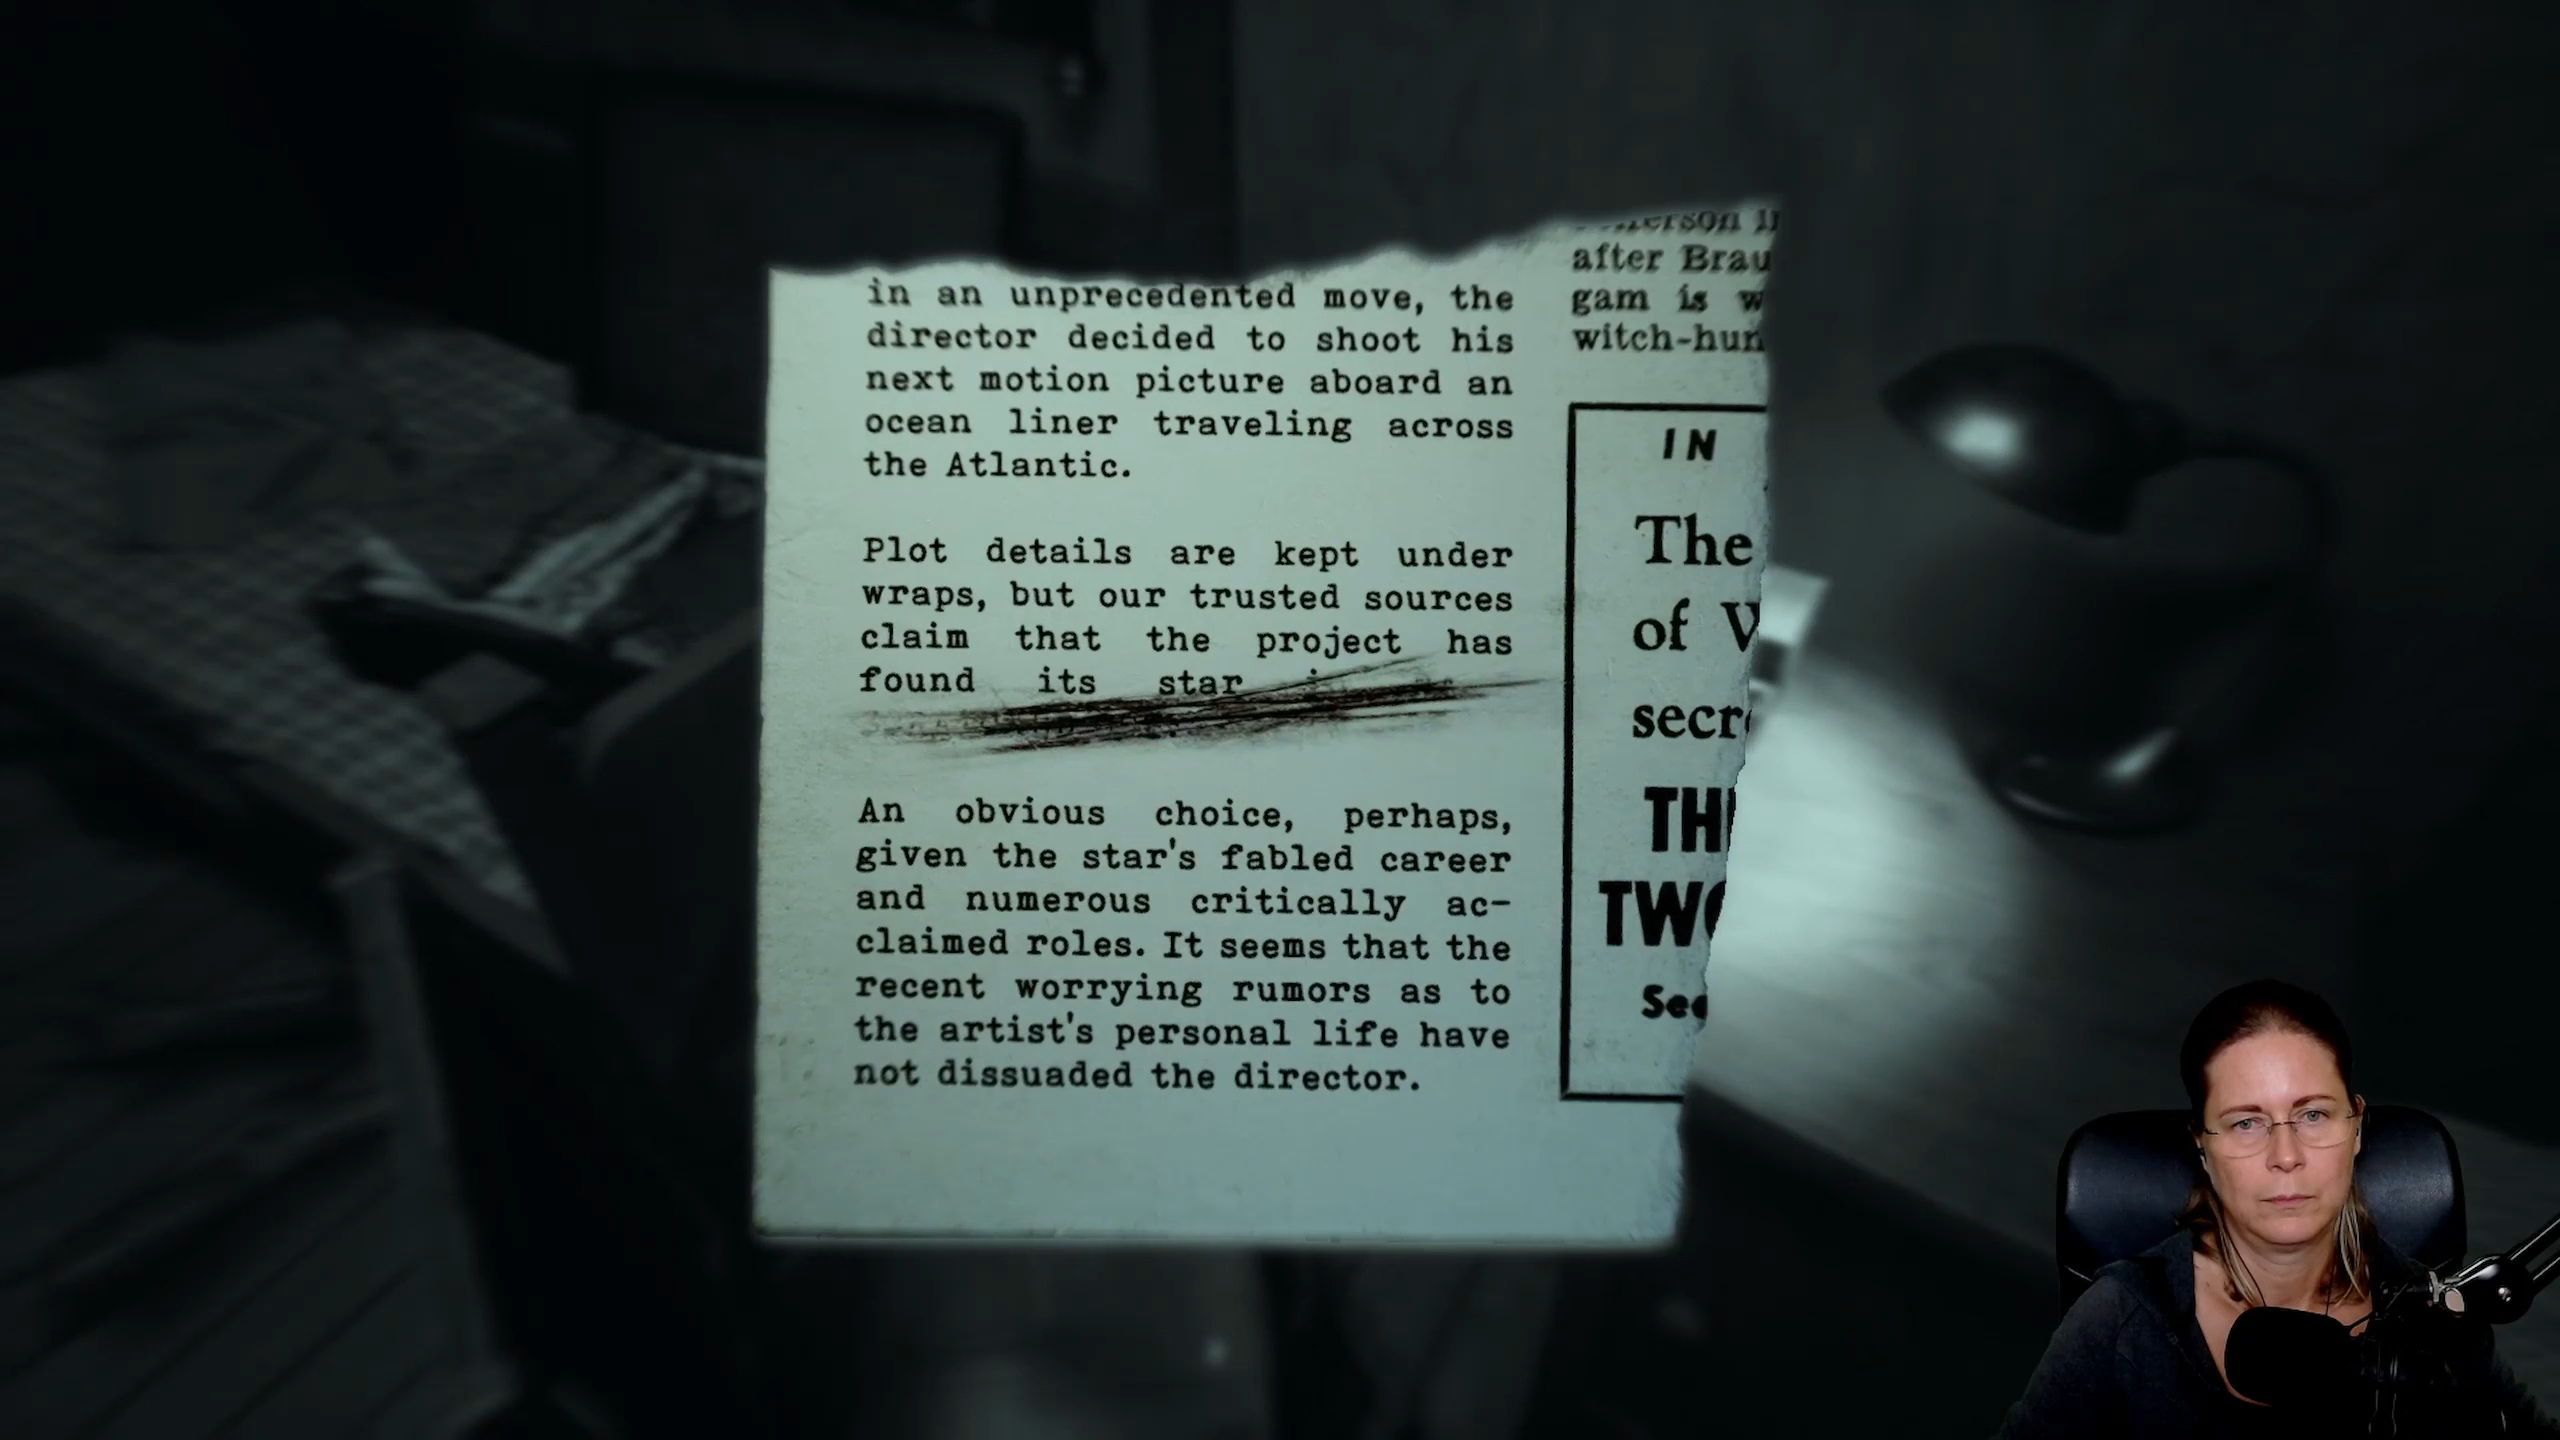 in an unprecedented move, the
director decided to shoot his
next motion picture aboard an
ocean liner traveling across
the Atlantic.
Plot details are kept under
wraps, but our trusted sources
claim that the project has
found its star
An obvious choice, perhaps,
given the star's fabled career
and numerous critically ac-
claimed roles. It seems that the
recent worrying rumors as to
the artist's personal life have
not dissuaded the director.
after Brau
gam is w
witch-hun
IN
The
of W
secr
TH
TWO
See